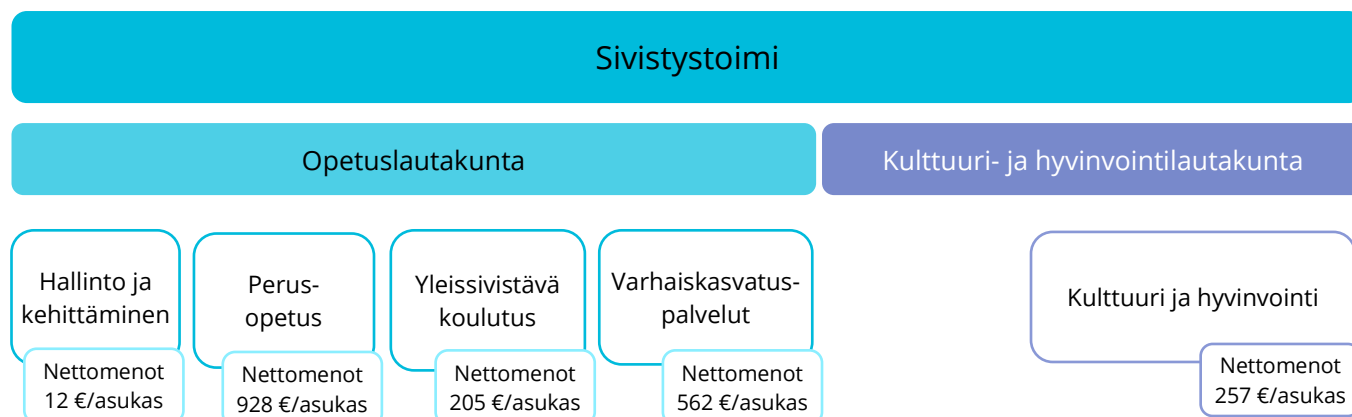 Sivistystoimi
Opetuslautakunta
Kulttuuri- ja hyvinvointilautakunta
Hallinto ja
kehittäminen
Nettomenot
12 €/asukas
Perus-
opetus
Nettomenot
928 €/asukas
Yleissivistävä
koulutus
Nettomenot
205 €/asukas
Varhaiskasvatus-
palvelut
Nettomenot
562 €/asukas
Kulttuuri ja hyvinvointi
Nettomenot
257 €/asukas